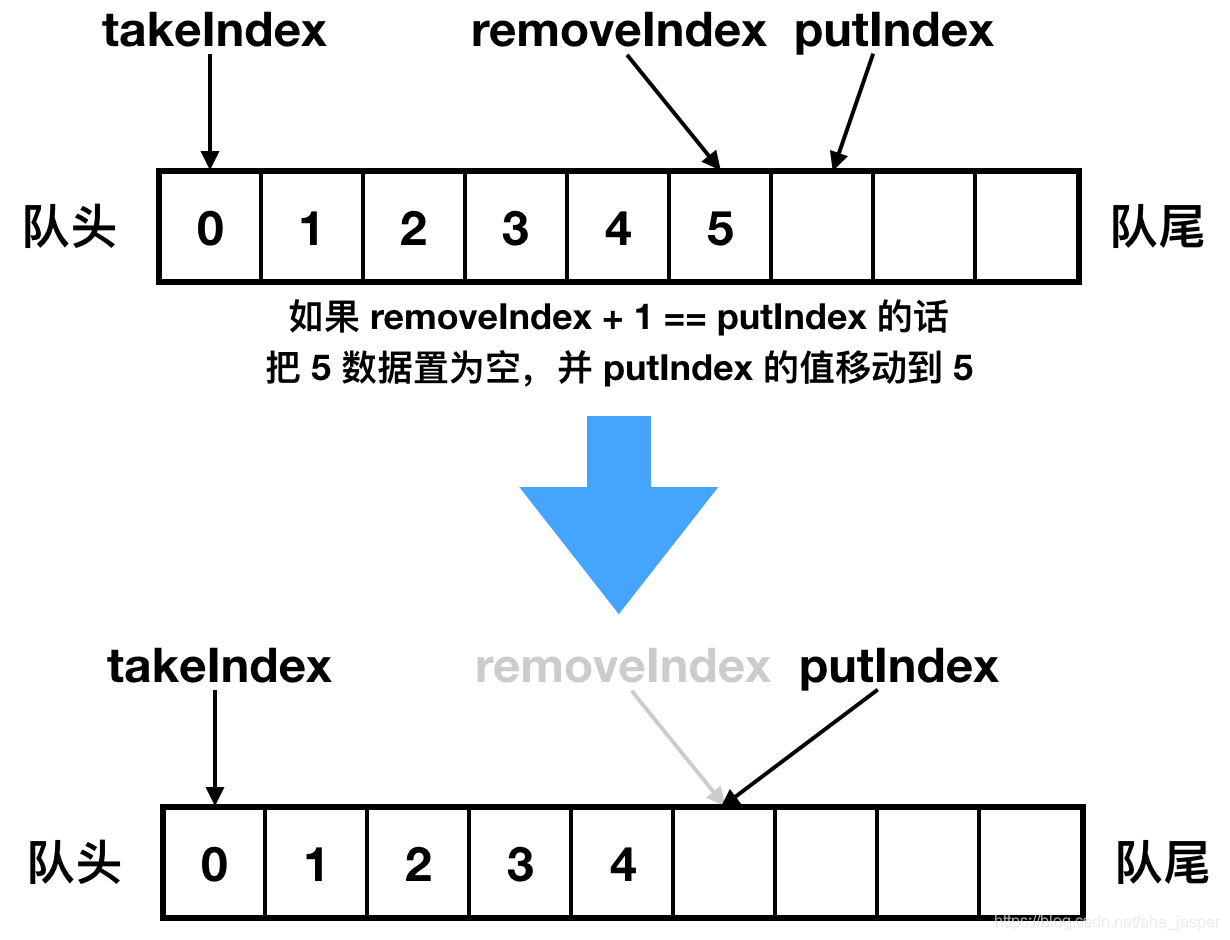 takeIndex removeIndex putIndex
队头 0 1 2 3 4 5 队尾
如果 removeIndex + 1 == putIndex 的话
把 5 数据置为空，并 putIndex 的值移动到 5
takeIndex removeIndex putIndex
队头 0 1 2 3 4 队尾
https://blog.csdn.net/aha_jasper